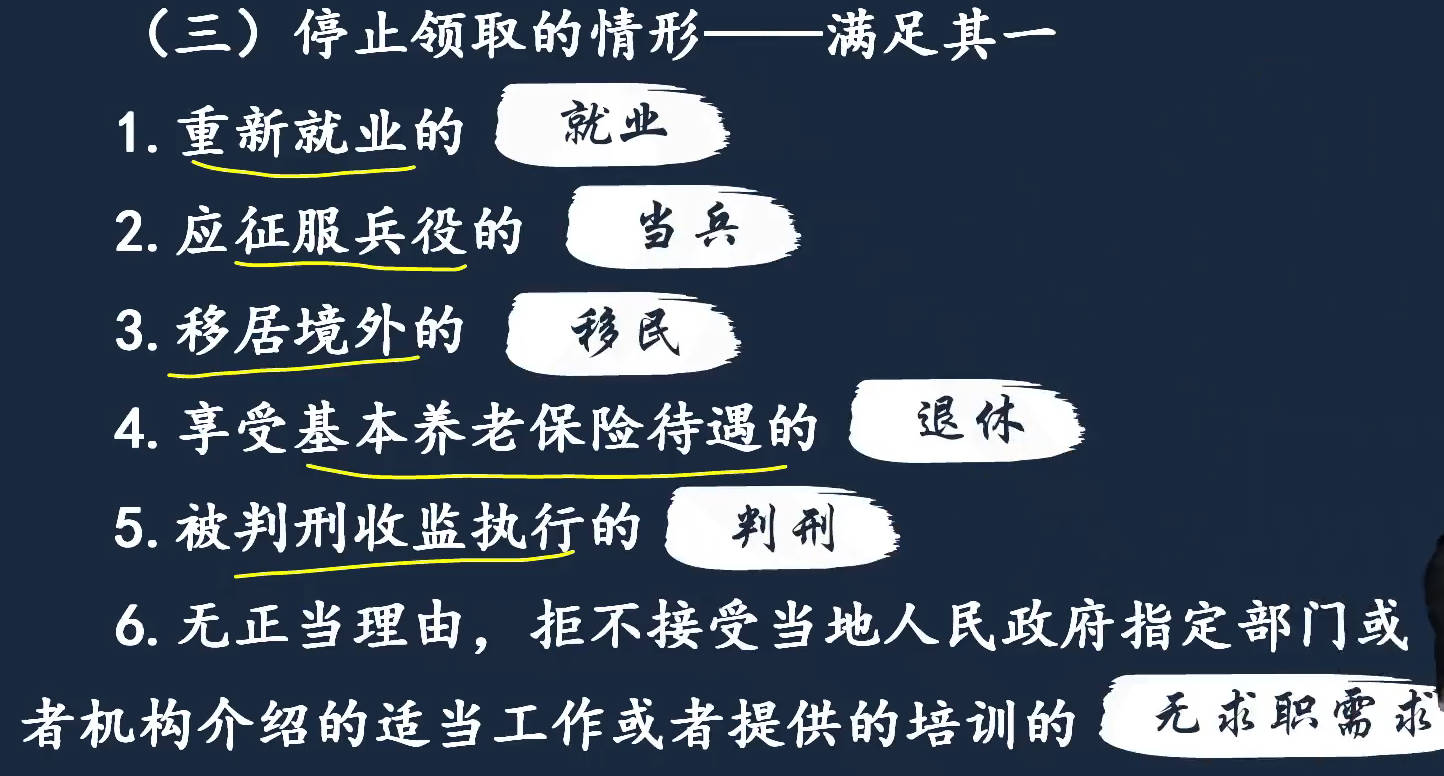 （三）停止领取的情形——满足其一
1.重新就业的 就业
2.应征服兵役的 当兵
3.移居境外的 移民
4.享受基本养老保险待遇的 退休
5.被判刑收监执行的 判刑
6.无正当理由，拒不接受当地人民政府指定部门或
者机构介绍的适当工作或者提供的培训的 无求职需求